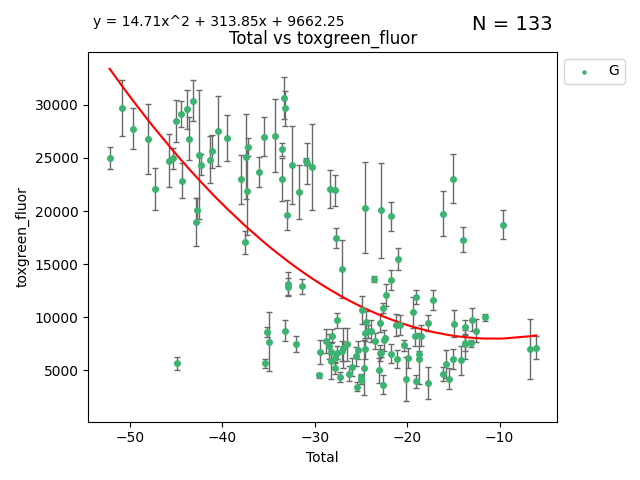 y = 14.71x^2 + 313.85x + 9662.25
N = 133
Total vs toxgreen_fluor
G
30000
25000
20000
15000
10000
5000
toxgreen_fluor
−50 −40 −30 −20 −10
Total